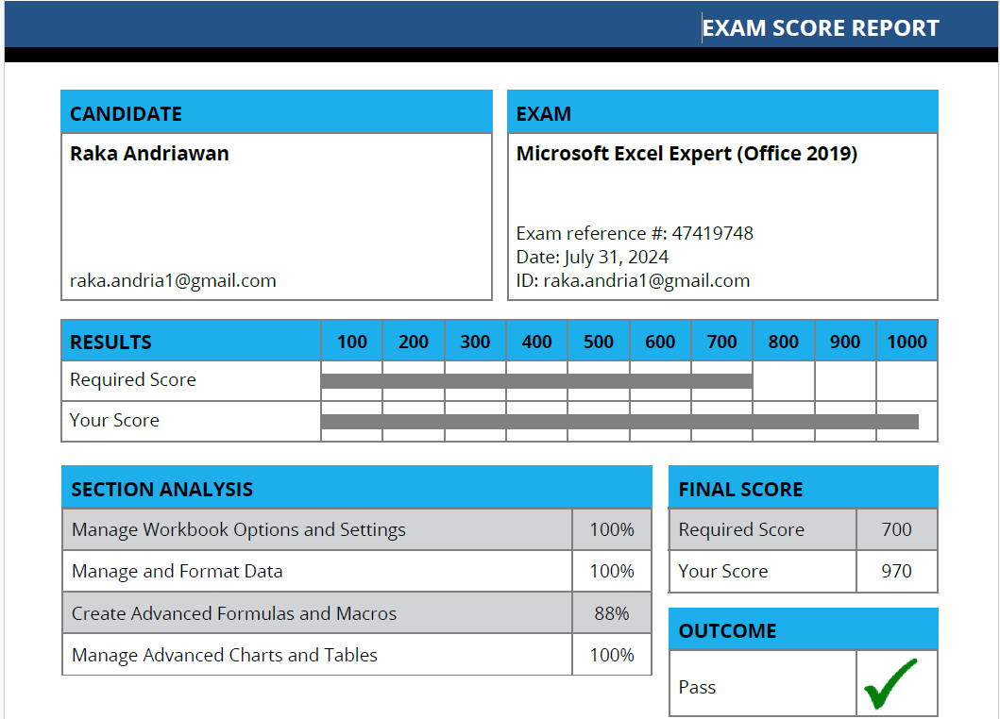 EXAM SCORE REPORT
CANDIDATE
Raka Andriawan
raka.andria1@gmail.com
EXAM
Microsoft Excel Expert (Office 2019)
Exam reference #: 47419748
Date: July 31, 2024
ID: raka.andria1@gmail.com
RESULTS 100 200 300 400 500 600 700 800 900 1000
Required Score
Your Score
SECTION ANALYSIS
Manage Workbook Options and Settings 100%
Manage and Format Data 100%
Create Advanced Formulas and Macros 88%
Manage Advanced Charts and Tables 100%
FINAL SCORE
Required Score 700
Your Score 970
OUTCOME
Pass